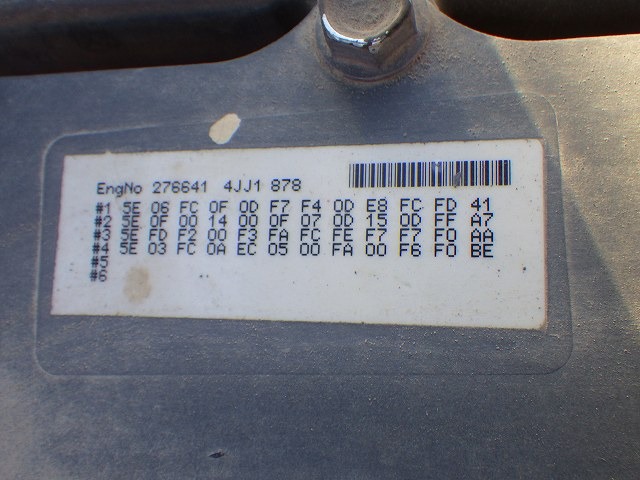 EngNo 276641 4JJ1 878
#1 5E 06 FC 0F 0D F7 F4 0D E8 FC FD 41
#2 5A 0F 00 14 00 0F 07 0D 15 0D FF A7
#3 5A FD F2 00 F3 FA FC FE F7 F7 F0 AA
#4 5E 03 FC 0A EC 05 00 FA 00 F6 F0 BE
#5
#6